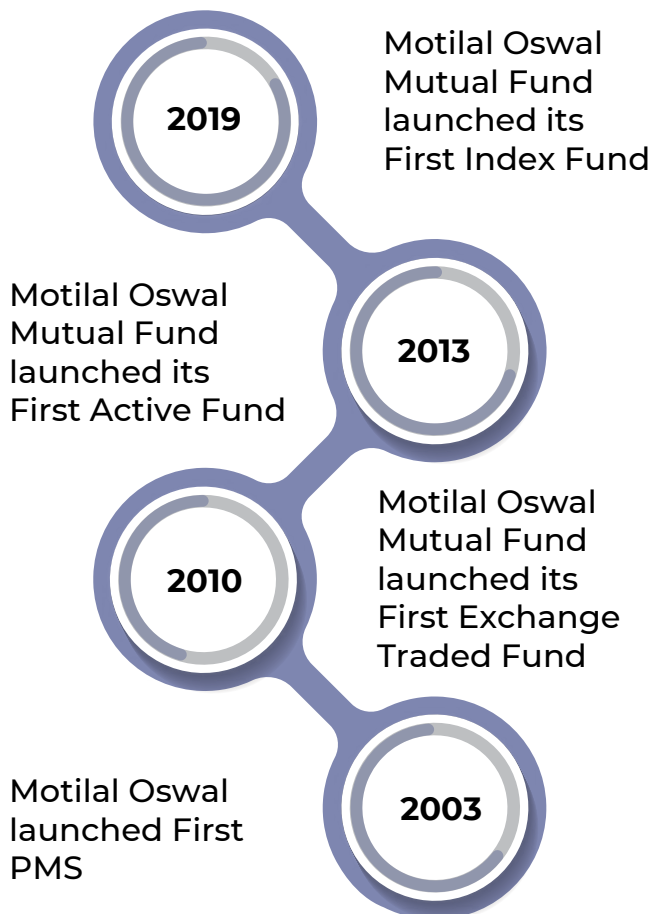 2019
Motilal Oswal
Mutual Fund
launched its
First Index Fund
Motilal Oswal
Mutual Fund
launched its
First Active Fund
2013
2010
Motilal Oswal
Mutual Fund
launched its
First Exchange
Traded Fund
Motilal Oswal
launched First
PMS
2003